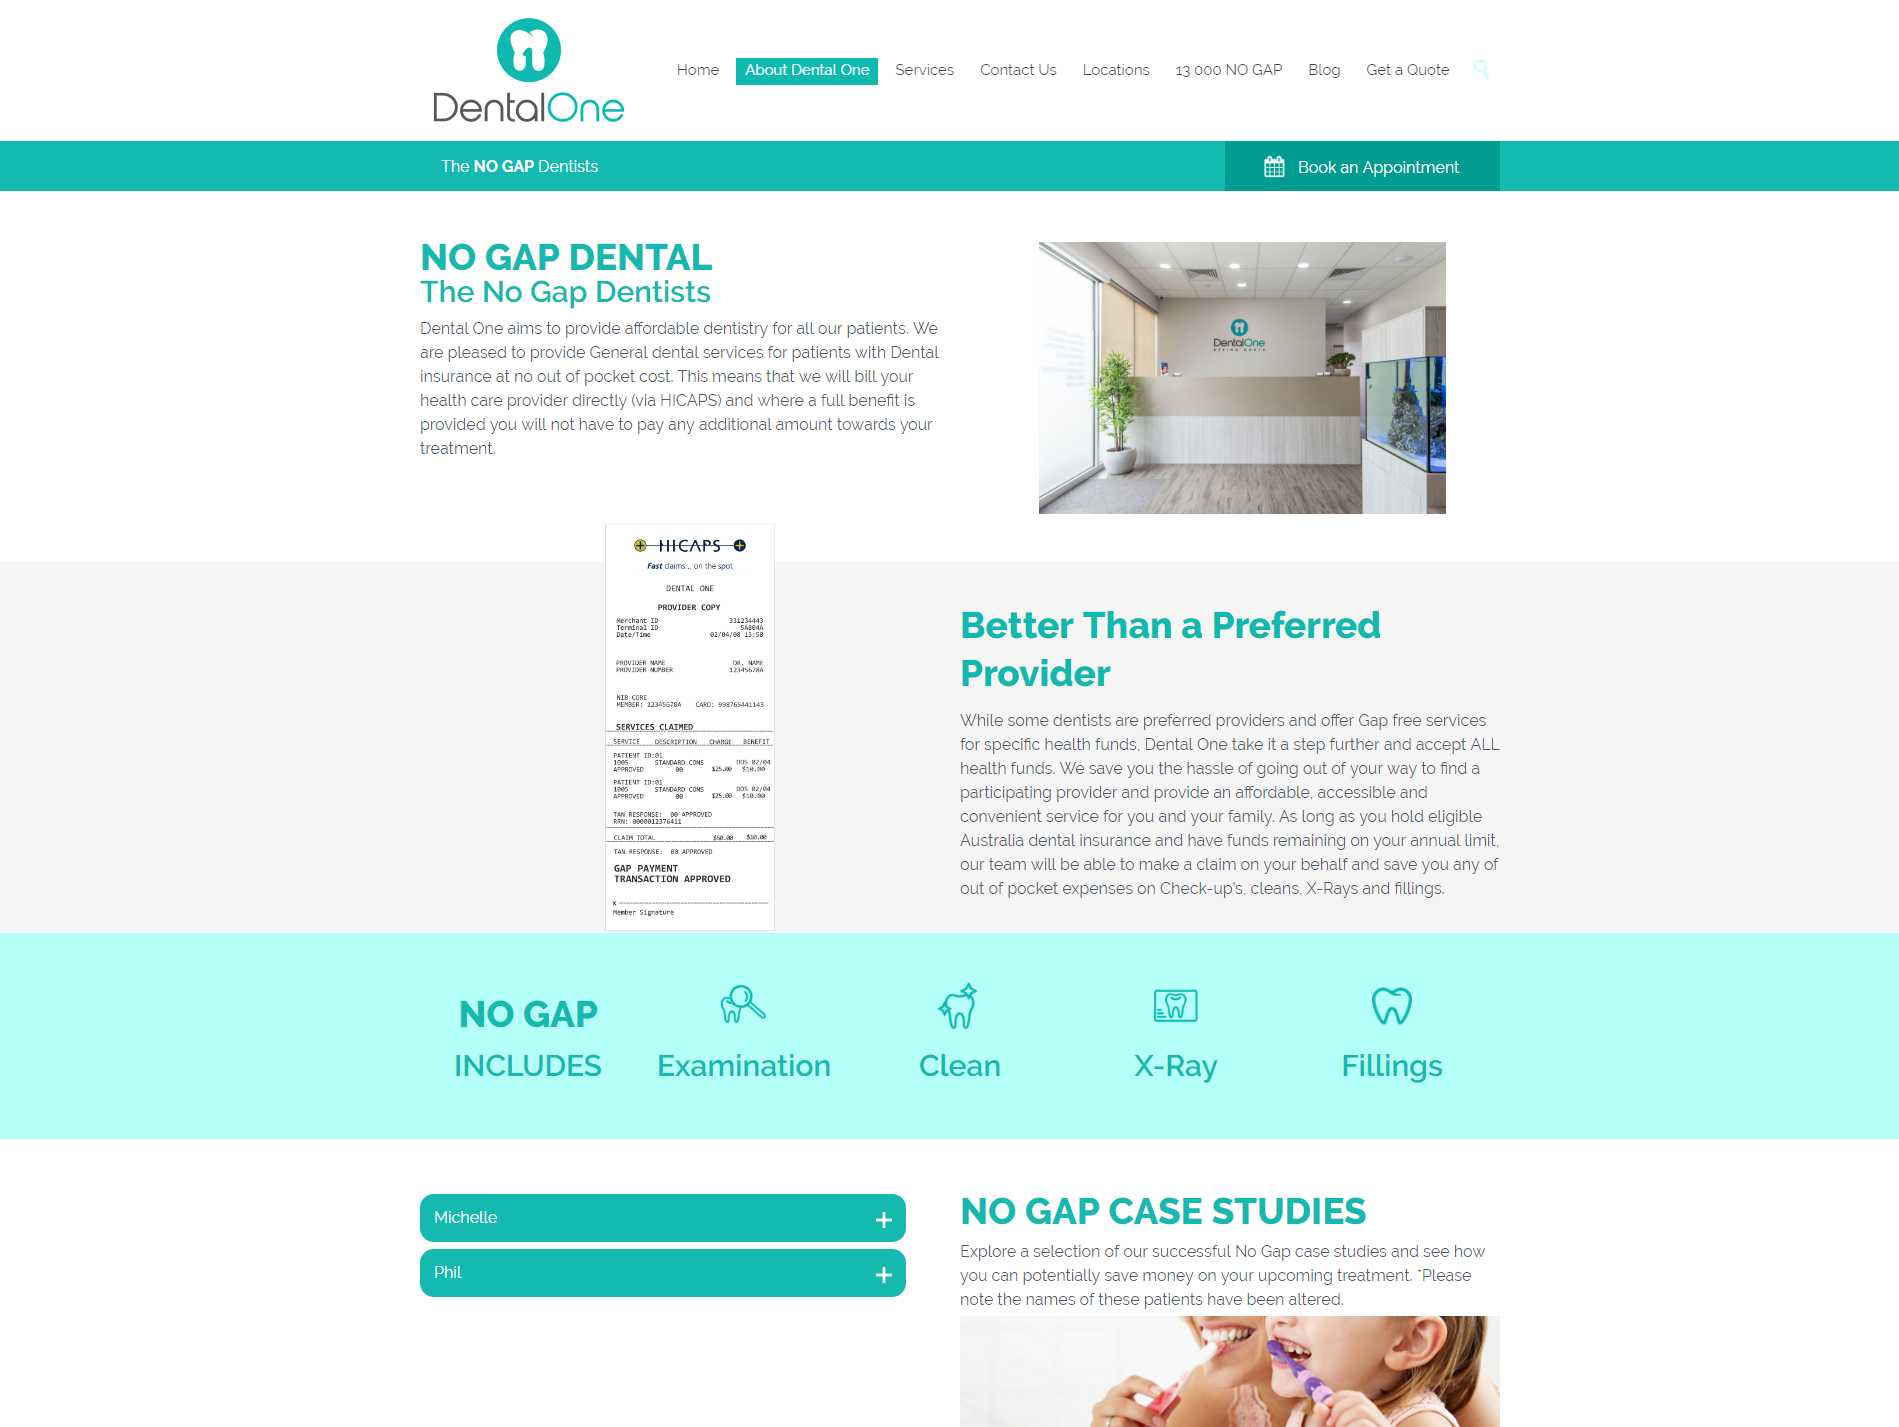 DentalOne
Home
About Dental One
Services
Contact Us
Locations
13 000 NO GAP
Blog
Get a Quote
The NO GAP Dentists
Book an Appointment
NO GAP DENTAL
The No Gap Dentists
Dental One aims to provide affordable dentistry for all our patients. We
are pleased to provide General dental services for patients with Dental
insurance at no out of pocket cost. This means that we will bill your
health care provider directly (via HICAPS) and where a full benefit is
provided you will not have to pay any additional amount towards your
treatment.
DentalOne
EPPING NORTH
HICAPS
Fast claims... on the spot
DENTAL ONE
PROVIDER COPY
Merchant ID 331234443
Terminal ID 5A804A
Date/Time 02/04/08 13:58
PROVIDER NAME DR. NAME
PROVIDER NUMBER 12345678A
NIB CORE
MEMBER: 12345678A CARD: 998765441143
SERVICES CLAIMED
SERVICE DESCRIPTION CHARGE BENEFIT
PATIENT ID:01
1005 STANDARD CONS DOS 02/04
APPROVED 00 $25.00 $10.00
PATIENT ID:01
1005 STANDARD CONS DOS 02/04
APPROVED 00 $25.00 $10.00
TAN RESPONSE: 00 APPROVED
RRN: 0000012376411
CLAIM TOTAL $50.00 $10.00
TAN RESPONSE: 00 APPROVED
GAP PAYMENT
TRANSACTION APPROVED
X
Member Signature
Better Than a Preferred
Provider
While some dentists are preferred providers and offer Gap free services
for specific health funds, Dental One take it a step further and accept ALL
health funds. We save you the hassle of going out of your way to find a
participating provider and provide an affordable, accessible and
convenient service for you and your family. As long as you hold eligible
Australia dental insurance and have funds remaining on your annual limit,
our team will be able to make a claim on your behalf and save you any of
out of pocket expenses on Check-up's, cleans, X-Rays and fillings.
NO GAP
INCLUDES
Examination
Clean
X-Ray
Fillings
Michelle
Phil
NO GAP CASE STUDIES
Explore a selection of our successful No Gap case studies and see how
you can potentially save money on your upcoming treatment. *Please
note the names of these patients have been altered.